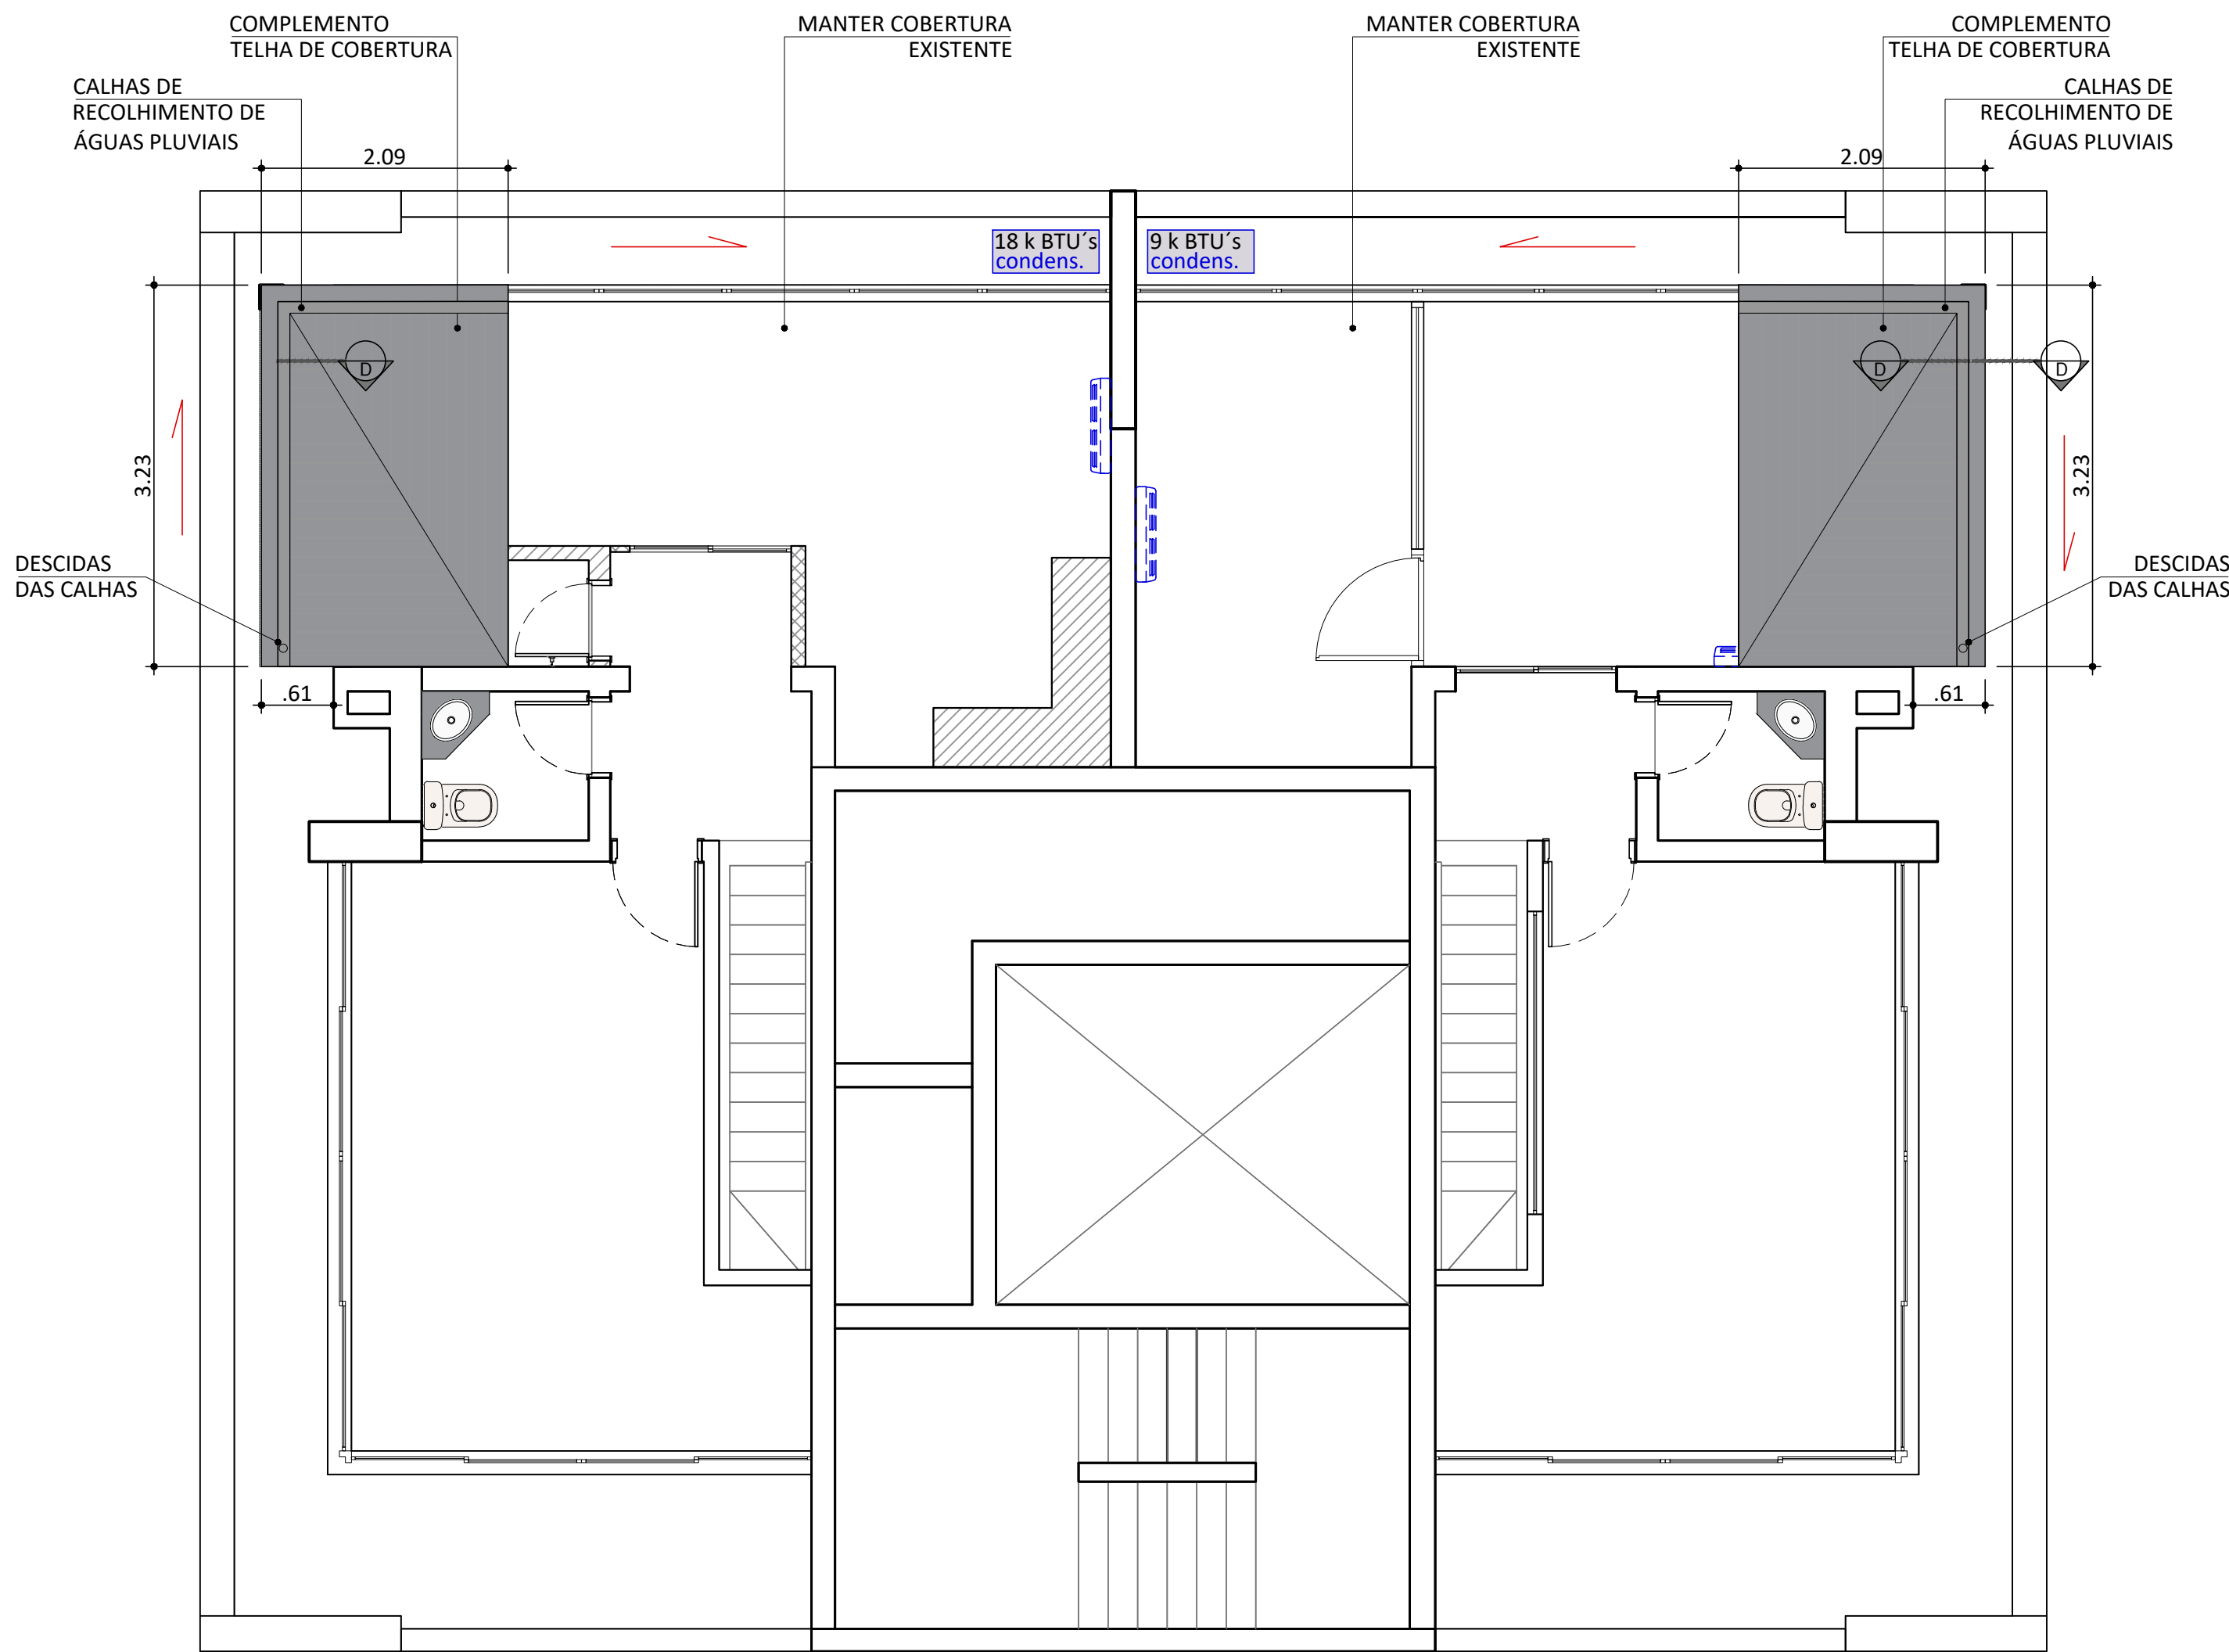 COMPLEMENTO
TELHA DE COBERTURA
MANTER COBERTURA
EXISTENTE
MANTER COBERTURA
EXISTENTE
COMPLEMENTO
TELHA DE COBERTURA
CALHAS DE
RECOLHIMENTO DE
ÁGUAS PLUVIAIS
CALHAS DE
RECOLHIMENTO DE
ÁGUAS PLUVIAIS
2.09
2.09
18 k BTU´s
condens.
9 k BTU´s
condens.
D
D
D
3.23
3.23
DESCIDAS
DAS CALHAS
DESCIDAS
DAS CALHAS
.61
.61